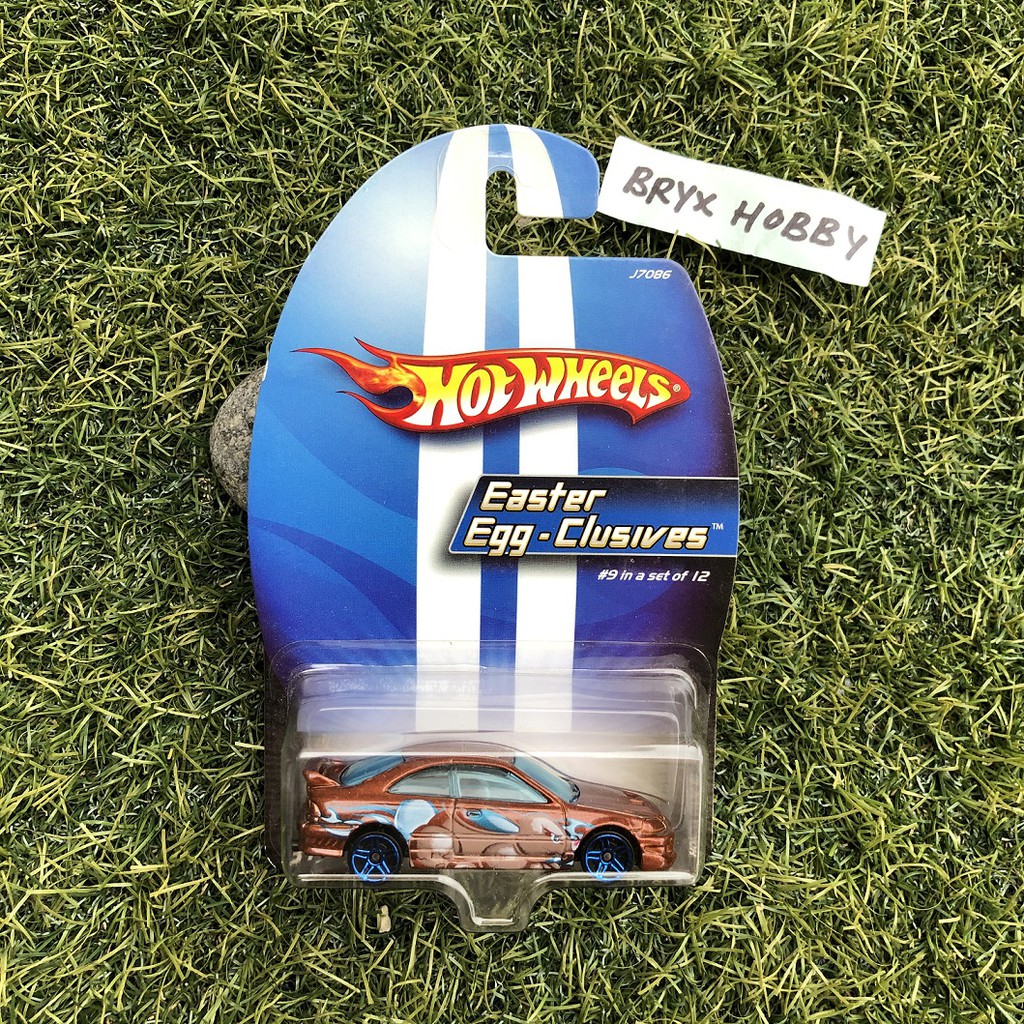 BRYX HOBBY
J7086
HOT WHEELS®
Easter
Egg-Clusives™
#9 in a set of 12